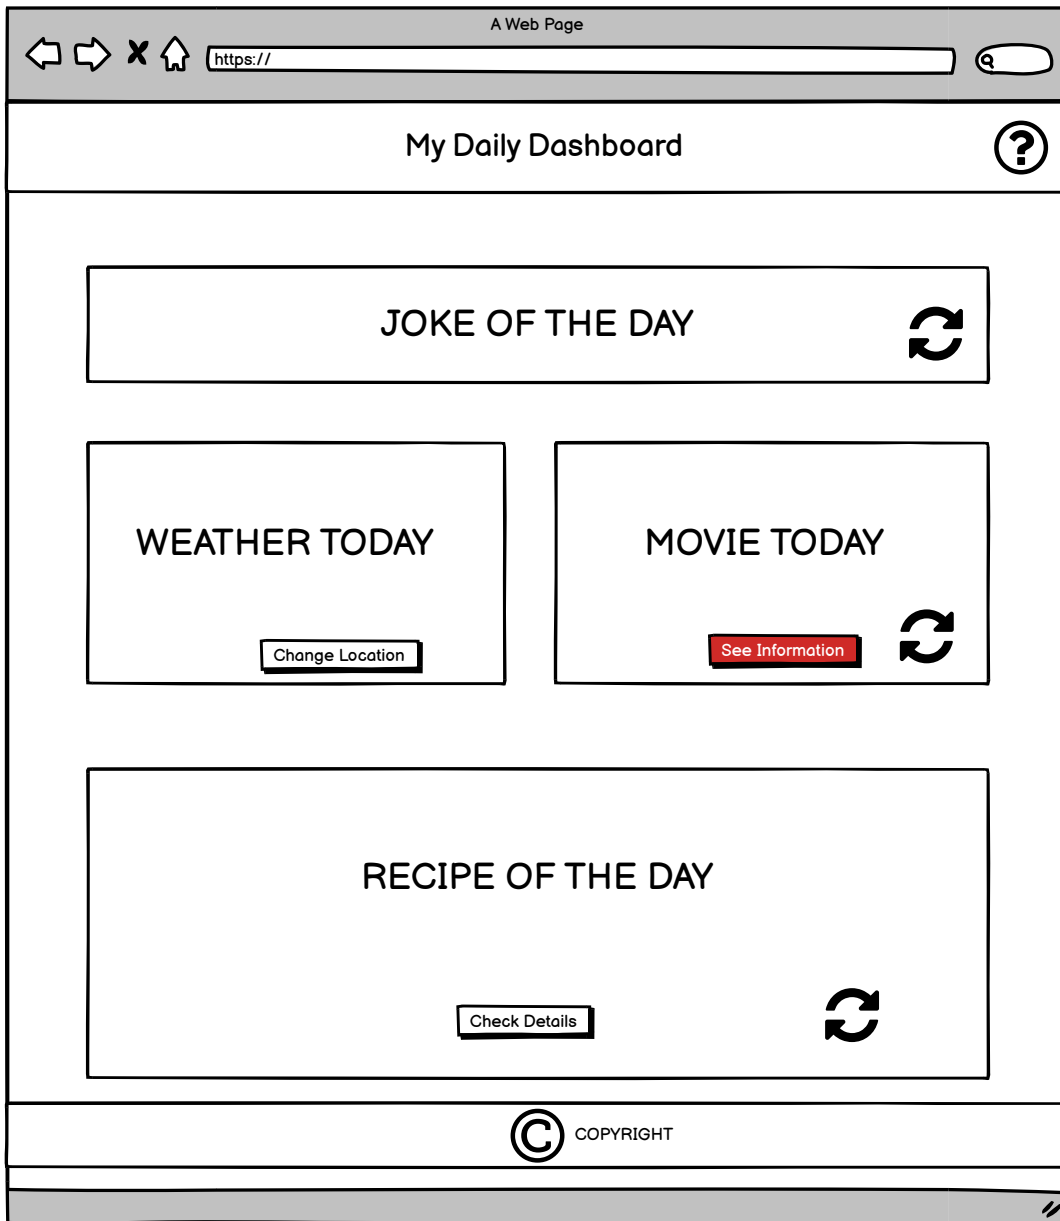 A Web Page
https://
My Daily Dashboard
?
JOKE OF THE DAY
WEATHER TODAY
Change Location
MOVIE TODAY
See Information
RECIPE OF THE DAY
Check Details
© COPYRIGHT